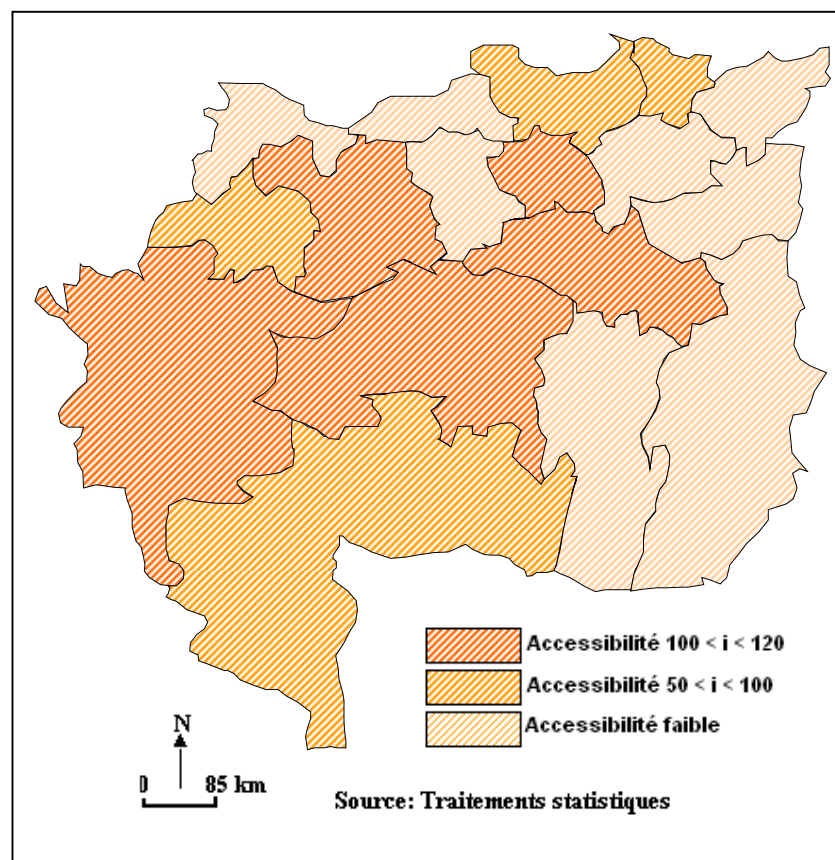 Accessibilité 100 < i < 120
Accessibilité 50 < i < 100
Accessibilité faible
N
0 85 km
Source: Traitements statistiques